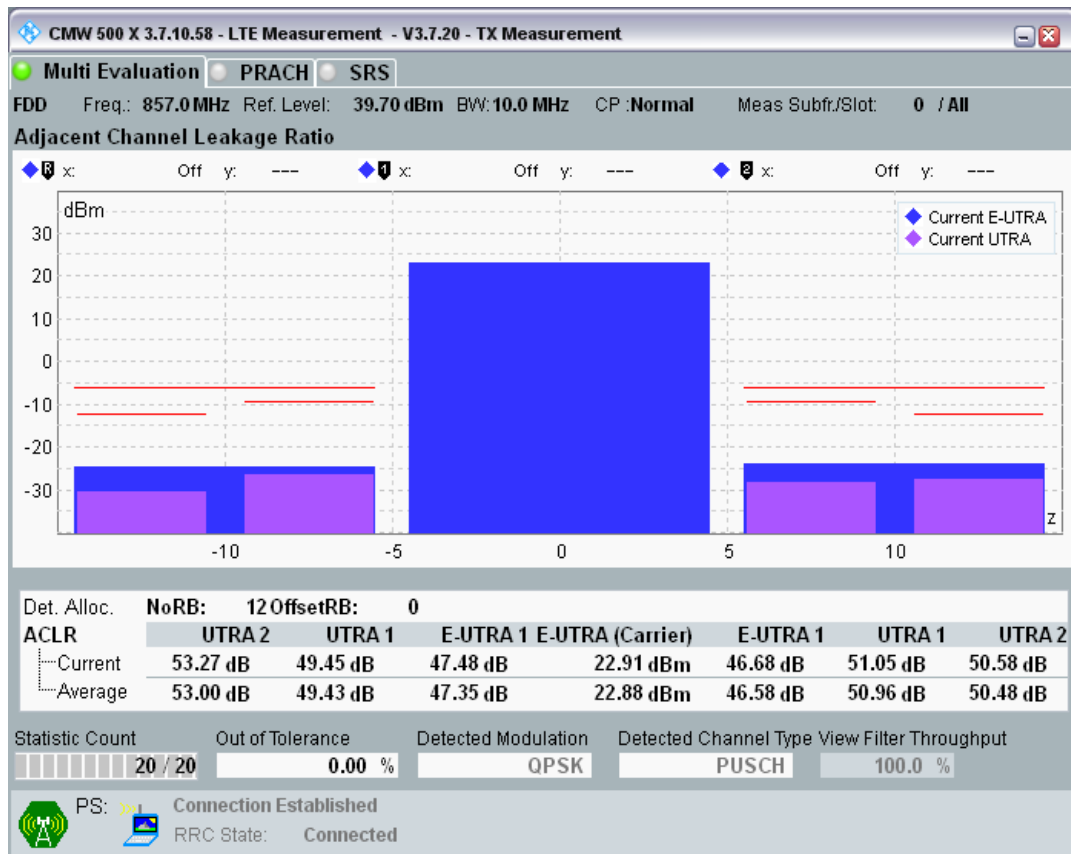 CMW 500 X 3.7.10.58 - LTE Measurement - V3.7.20 - TX Measurement
Multi Evaluation PRACH SRS
FDD Freq.: 857.0 MHz Ref. Level: 39.70 dBm BW: 10.0 MHz CP :Normal Meas Subfr./Slot: 0 / All
Adjacent Channel Leakage Ratio
R x: Off y: --- 1 x: Off y: --- 2 x: Off y: ---
dBm
Current E-UTRA
Current UTRA
30
20
10
0
-10
-20
-30
z
-10 -5 0 5 10
Det. Alloc. NoRB: 12 OffsetRB: 0
ACLR UTRA 2 UTRA 1 E-UTRA 1 E-UTRA (Carrier) E-UTRA 1 UTRA 1 UTRA 2
Current 53.27 dB 49.45 dB 47.48 dB 22.91 dBm 46.68 dB 51.05 dB 50.58 dB
Average 53.00 dB 49.43 dB 47.35 dB 22.88 dBm 46.58 dB 50.96 dB 50.48 dB
Statistic Count Out of Tolerance Detected Modulation Detected Channel Type View Filter Throughput
20 / 20 0.00 % QPSK PUSCH 100.0 %
PS: Connection Established
RRC State: Connected